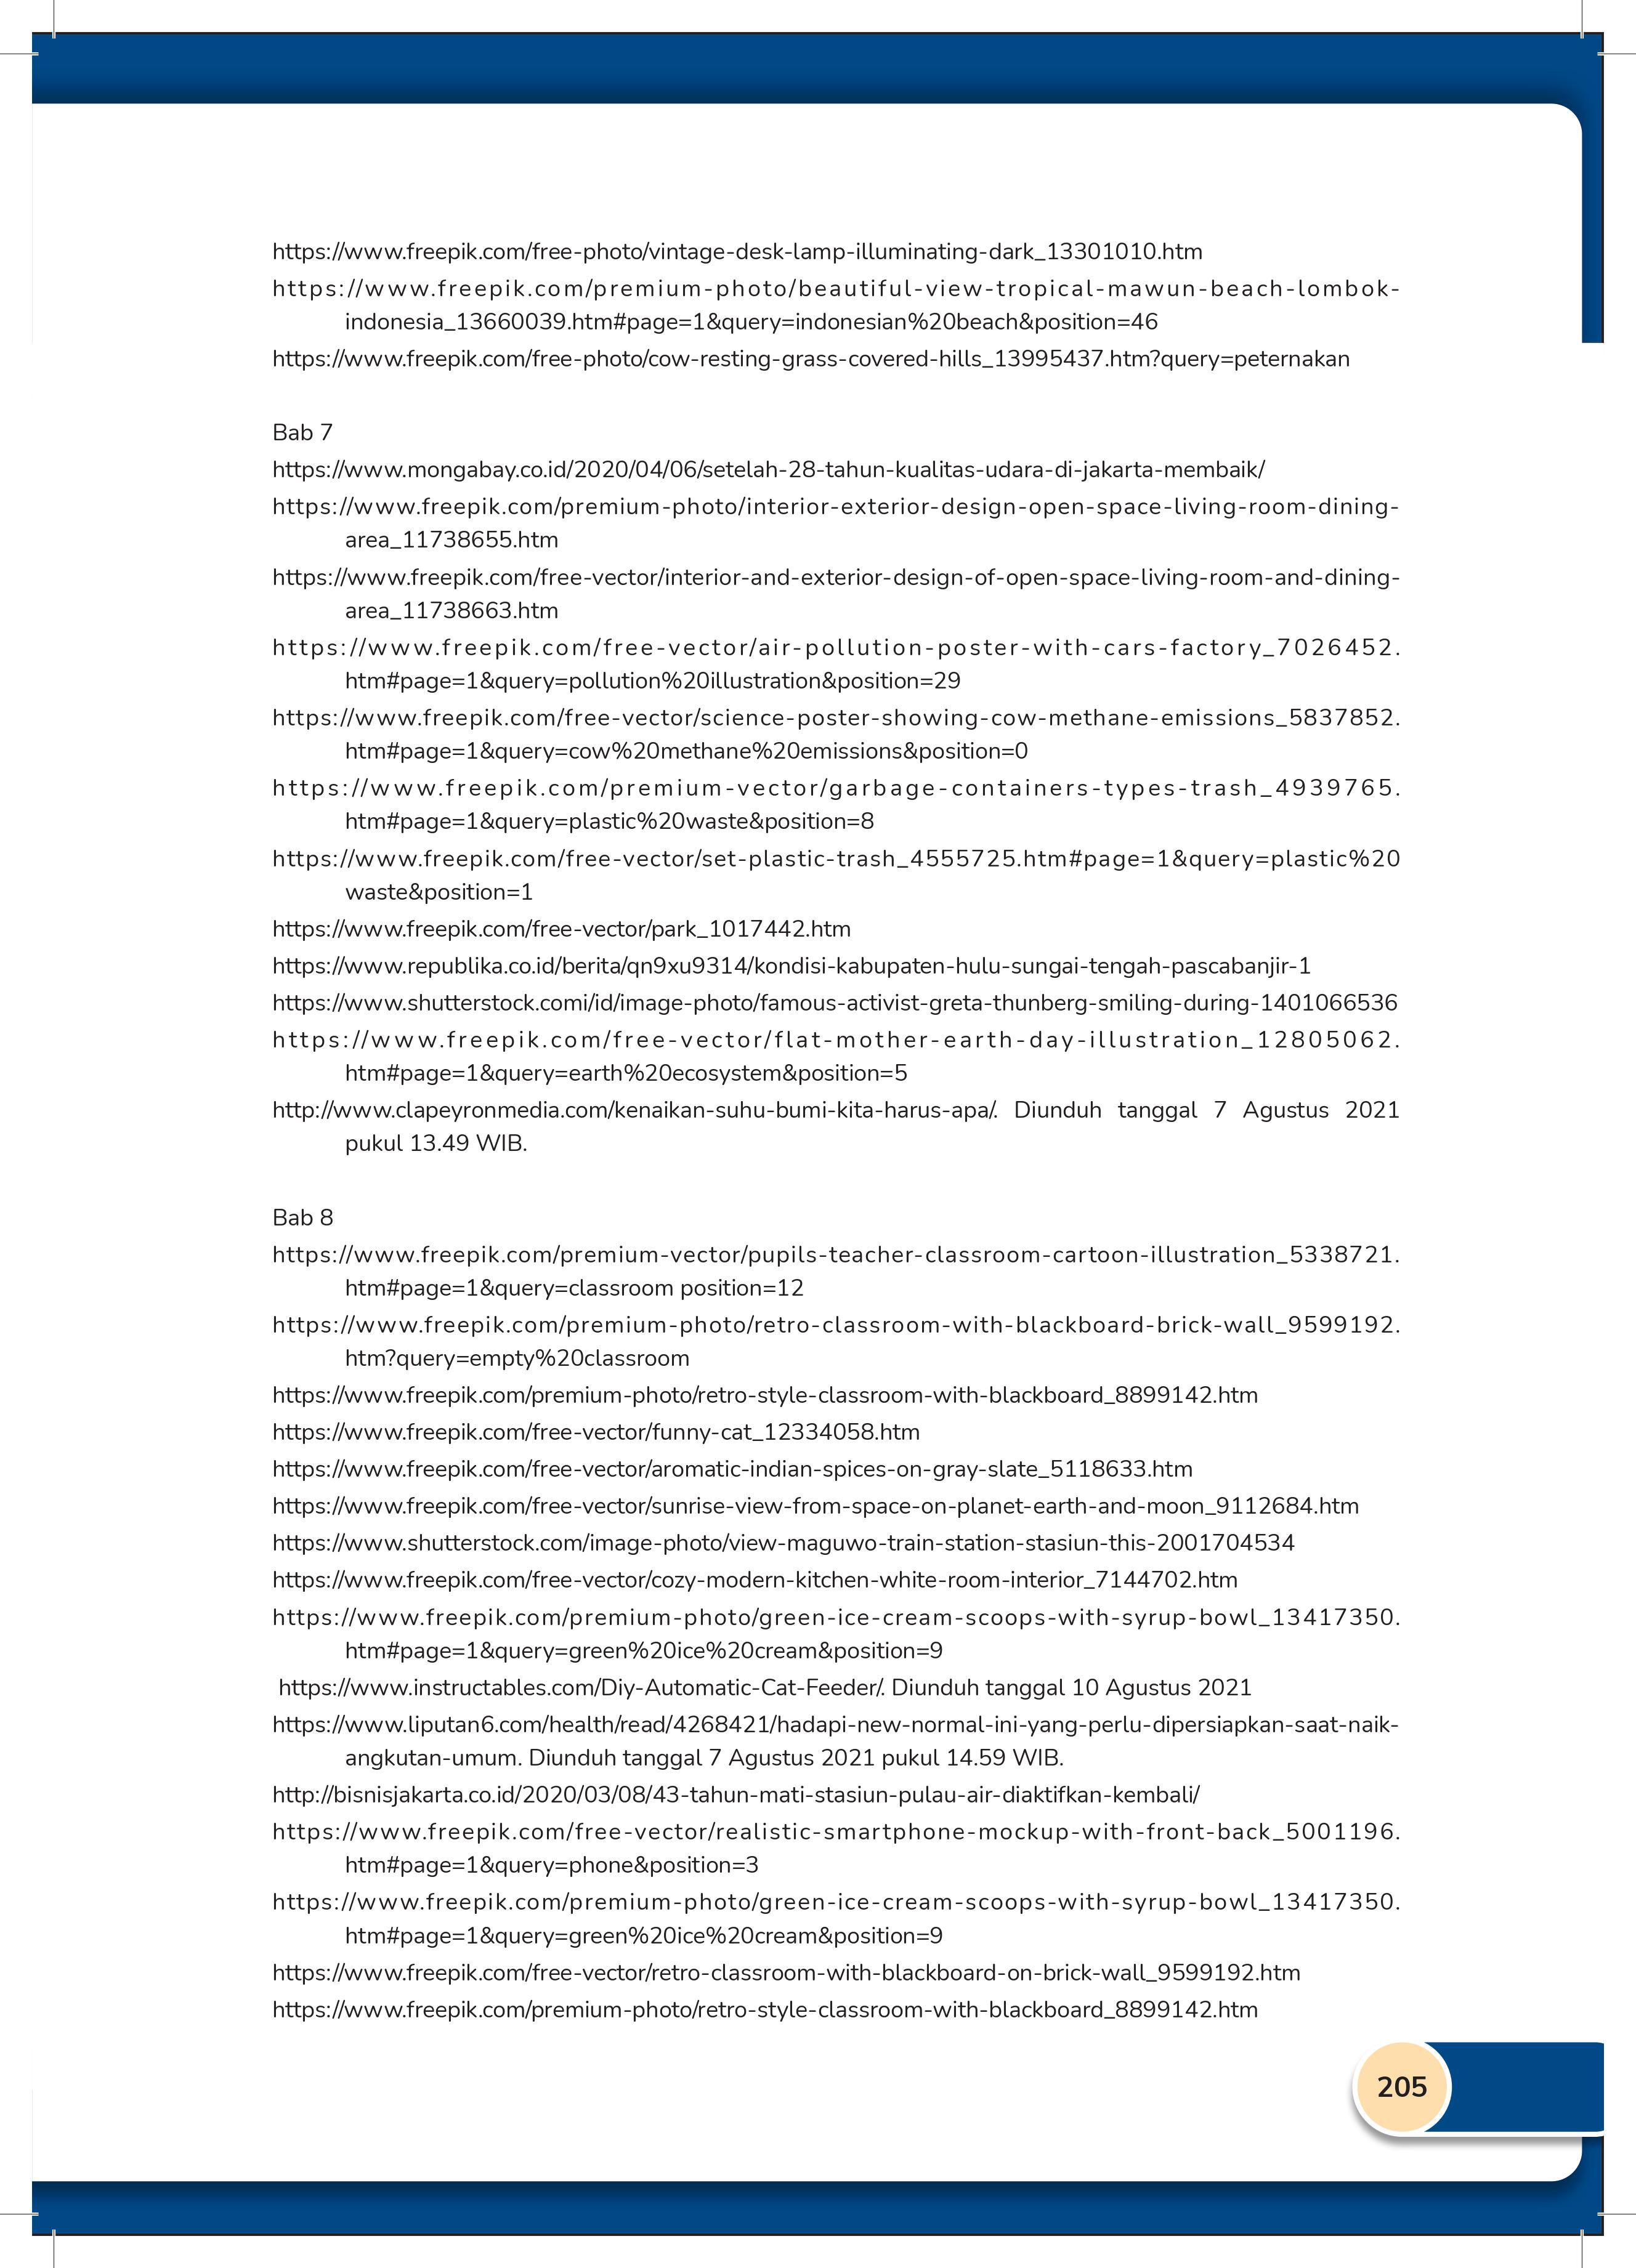 https://www.freepik.com/free-photo/vintage-desk-lamp-illuminating-dark_13301010.htm
https://www.freepik.com/premium-photo/beautiful-view-tropical-mawun-beach-lombok-
indonesia_13660039.htm#page=1&query=indonesian%20beach&position=46
https://www.freepik.com/free-photo/cow-resting-grass-covered-hills_13995437.htm?query=peternakan
Bab 7
https://www.mongabay.co.id/2020/04/06/setelah-28-tahun-kualitas-udara-di-jakarta-membaik/
https://www.freepik.com/premium-photo/interior-exterior-design-open-space-living-room-dining-
area_11738655.htm
https://www.freepik.com/free-vector/interior-and-exterior-design-of-open-space-living-room-and-dining-
area_11738663.htm
https://www.freepik.com/free-vector/air-pollution-poster-with-cars-factory_7026452.
htm#page=1&query=pollution%20illustration&position=29
https://www.freepik.com/free-vector/science-poster-showing-cow-methane-emissions_5837852.
htm#page=1&query=cow%20methane%20emissions&position=0
https://www.freepik.com/premium-vector/garbage-containers-types-trash_4939765.
htm#page=1&query=plastic%20waste&position=8
https://www.freepik.com/free-vector/set-plastic-trash_4555725.htm#page=1&query=plastic%20
waste&position=1
https://www.freepik.com/free-vector/park_1017442.htm
https://www.republika.co.id/berita/qn9xu9314/kondisi-kabupaten-hulu-sungai-tengah-pascabanjir-1
https://www.shutterstock.comi/id/image-photo/famous-activist-greta-thunberg-smiling-during-1401066536
https://www.freepik.com/free-vector/flat-mother-earth-day-illustration_12805062.
htm#page=1&query=earth%20ecosystem&position=5
http://www.clapeyronmedia.com/kenaikan-suhu-bumi-kita-harus-apa/. Diunduh tanggal 7 Agustus 2021
pukul 13.49 WIB.
Bab 8
https://www.freepik.com/premium-vector/pupils-teacher-classroom-cartoon-illustration_5338721.
htm#page=1&query=classroom position=12
https://www.freepik.com/premium-photo/retro-classroom-with-blackboard-brick-wall_9599192.
htm?query=empty%20classroom
https://www.freepik.com/premium-photo/retro-style-classroom-with-blackboard_8899142.htm
https://www.freepik.com/free-vector/funny-cat_12334058.htm
https://www.freepik.com/free-vector/aromatic-indian-spices-on-gray-slate_5118633.htm
https://www.freepik.com/free-vector/sunrise-view-from-space-on-planet-earth-and-moon_9112684.htm
https://www.shutterstock.com/image-photo/view-maguwo-train-station-stasiun-this-2001704534
https://www.freepik.com/free-vector/cozy-modern-kitchen-white-room-interior_7144702.htm
https://www.freepik.com/premium-photo/green-ice-cream-scoops-with-syrup-bowl_13417350.
htm#page=1&query=green%20ice%20cream&position=9
https://www.instructables.com/Diy-Automatic-Cat-Feeder/. Diunduh tanggal 10 Agustus 2021
https://www.liputan6.com/health/read/4268421/hadapi-new-normal-ini-yang-perlu-dipersiapkan-saat-naik-
angkutan-umum. Diunduh tanggal 7 Agustus 2021 pukul 14.59 WIB.
http://bisnisjakarta.co.id/2020/03/08/43-tahun-mati-stasiun-pulau-air-diaktifkan-kembali/
https://www.freepik.com/free-vector/realistic-smartphone-mockup-with-front-back_5001196.
htm#page=1&query=phone&position=3
https://www.freepik.com/premium-photo/green-ice-cream-scoops-with-syrup-bowl_13417350.
htm#page=1&query=green%20ice%20cream&position=9
https://www.freepik.com/free-vector/retro-classroom-with-blackboard-on-brick-wall_9599192.htm
https://www.freepik.com/premium-photo/retro-style-classroom-with-blackboard_8899142.htm
205